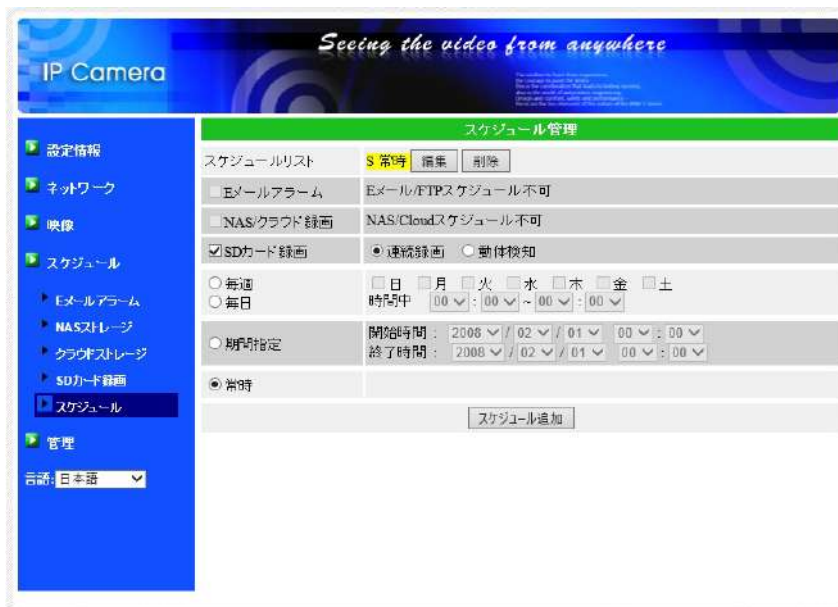 Seeing the video from anywhere
IP Camera
設定情報
ネットワーク
映像
スケジュール
Eメールアラーム
NASストレージ
クラウドストレージ
SDカード録画
スケジュール
管理
言語: 日本語
スケジュール管理
スケジュールリスト S 常時 編集 削除
Eメールアラーム Eメール/FTPスケジュール不可
NAS/クラウド録画 NAS/Cloudスケジュール不可
SDカード録画 連続録画 動体検知
毎週 日 月 火 水 木 金 土
毎日 時間中 00 : 00 ~ 00 : 00
期間指定
開始時間 : 2008 / 02 / 01 00 : 00
終了時間 : 2008 / 02 / 01 00 : 00
常時
スケジュール追加